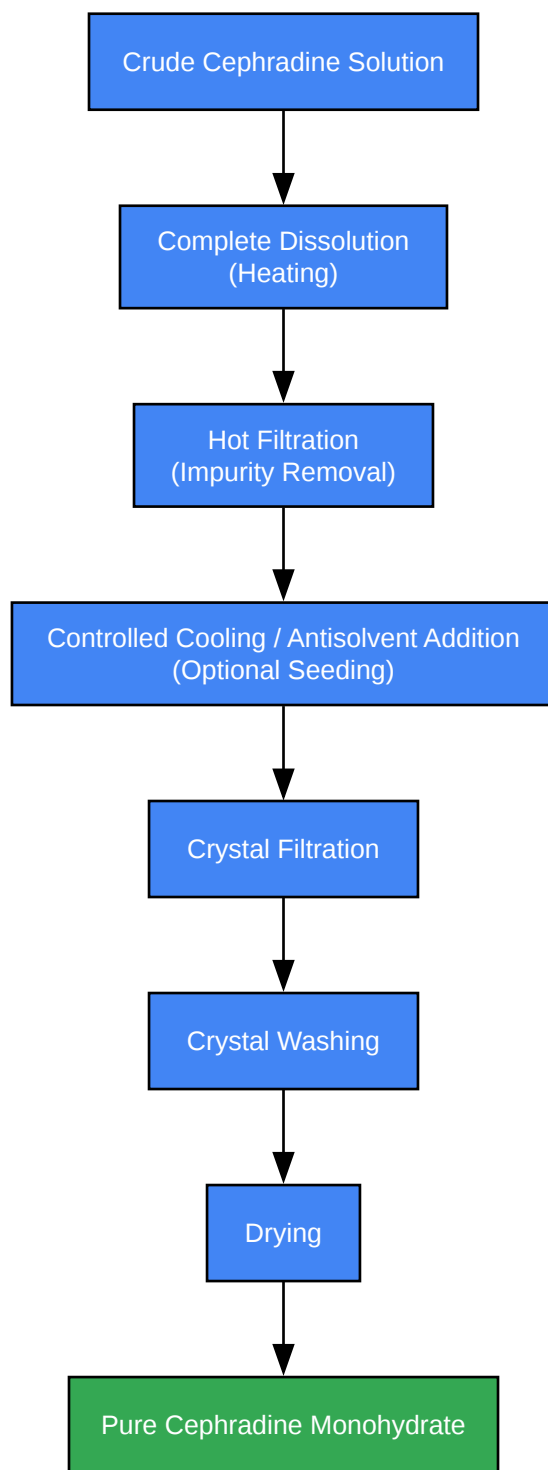 Crude Cephradine Solution
Complete Dissolution
(Heating)
Hot Filtration
(Impurity Removal)
Controlled Cooling / Antisolvent Addition
(Optional Seeding)
Crystal Filtration
Crystal Washing
Drying
Pure Cephradine Monohydrate